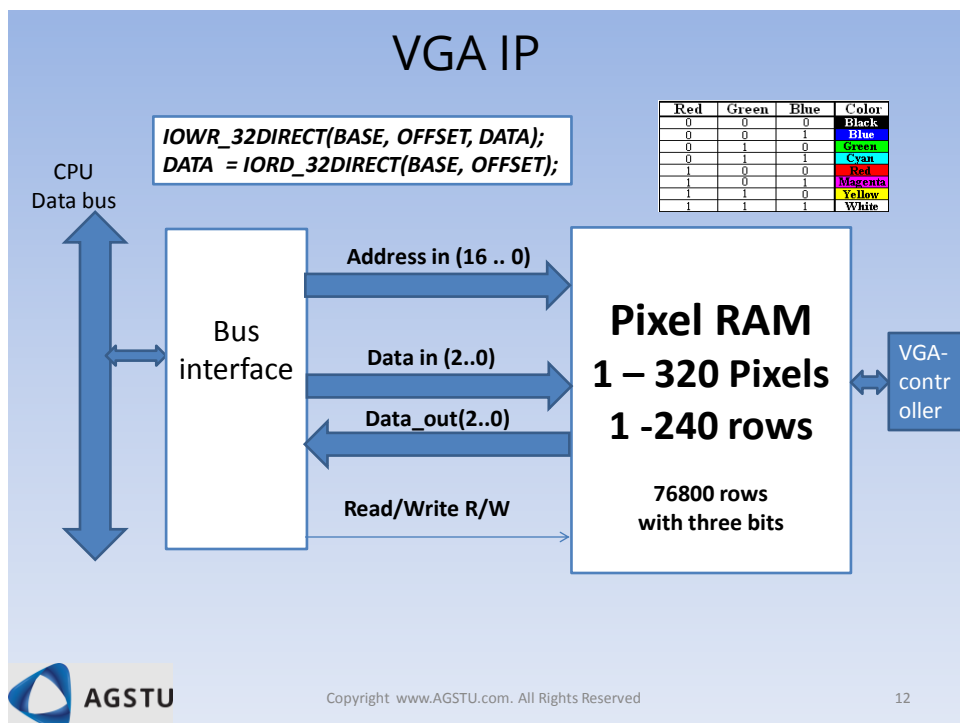 VGA IP
IOWR_32DIRECT(BASE, OFFSET, DATA);
DATA = IORD_32DIRECT(BASE, OFFSET);
Red Green Blue Color
0 0 0 Black
0 0 1 Blue
0 1 0 Green
0 1 1 Cyan
1 0 0 Red
1 0 1 Magenta
1 1 0 Yellow
1 1 1 White
CPU
Data bus
Bus
interface
Address in (16 .. 0)
Data in (2..0)
Data_out(2..0)
Read/Write R/W
Pixel RAM
1 – 320 Pixels
1 -240 rows
76800 rows
with three bits
VGA-
contr
oller
AGSTU
Copyright www.AGSTU.com. All Rights Reserved
12